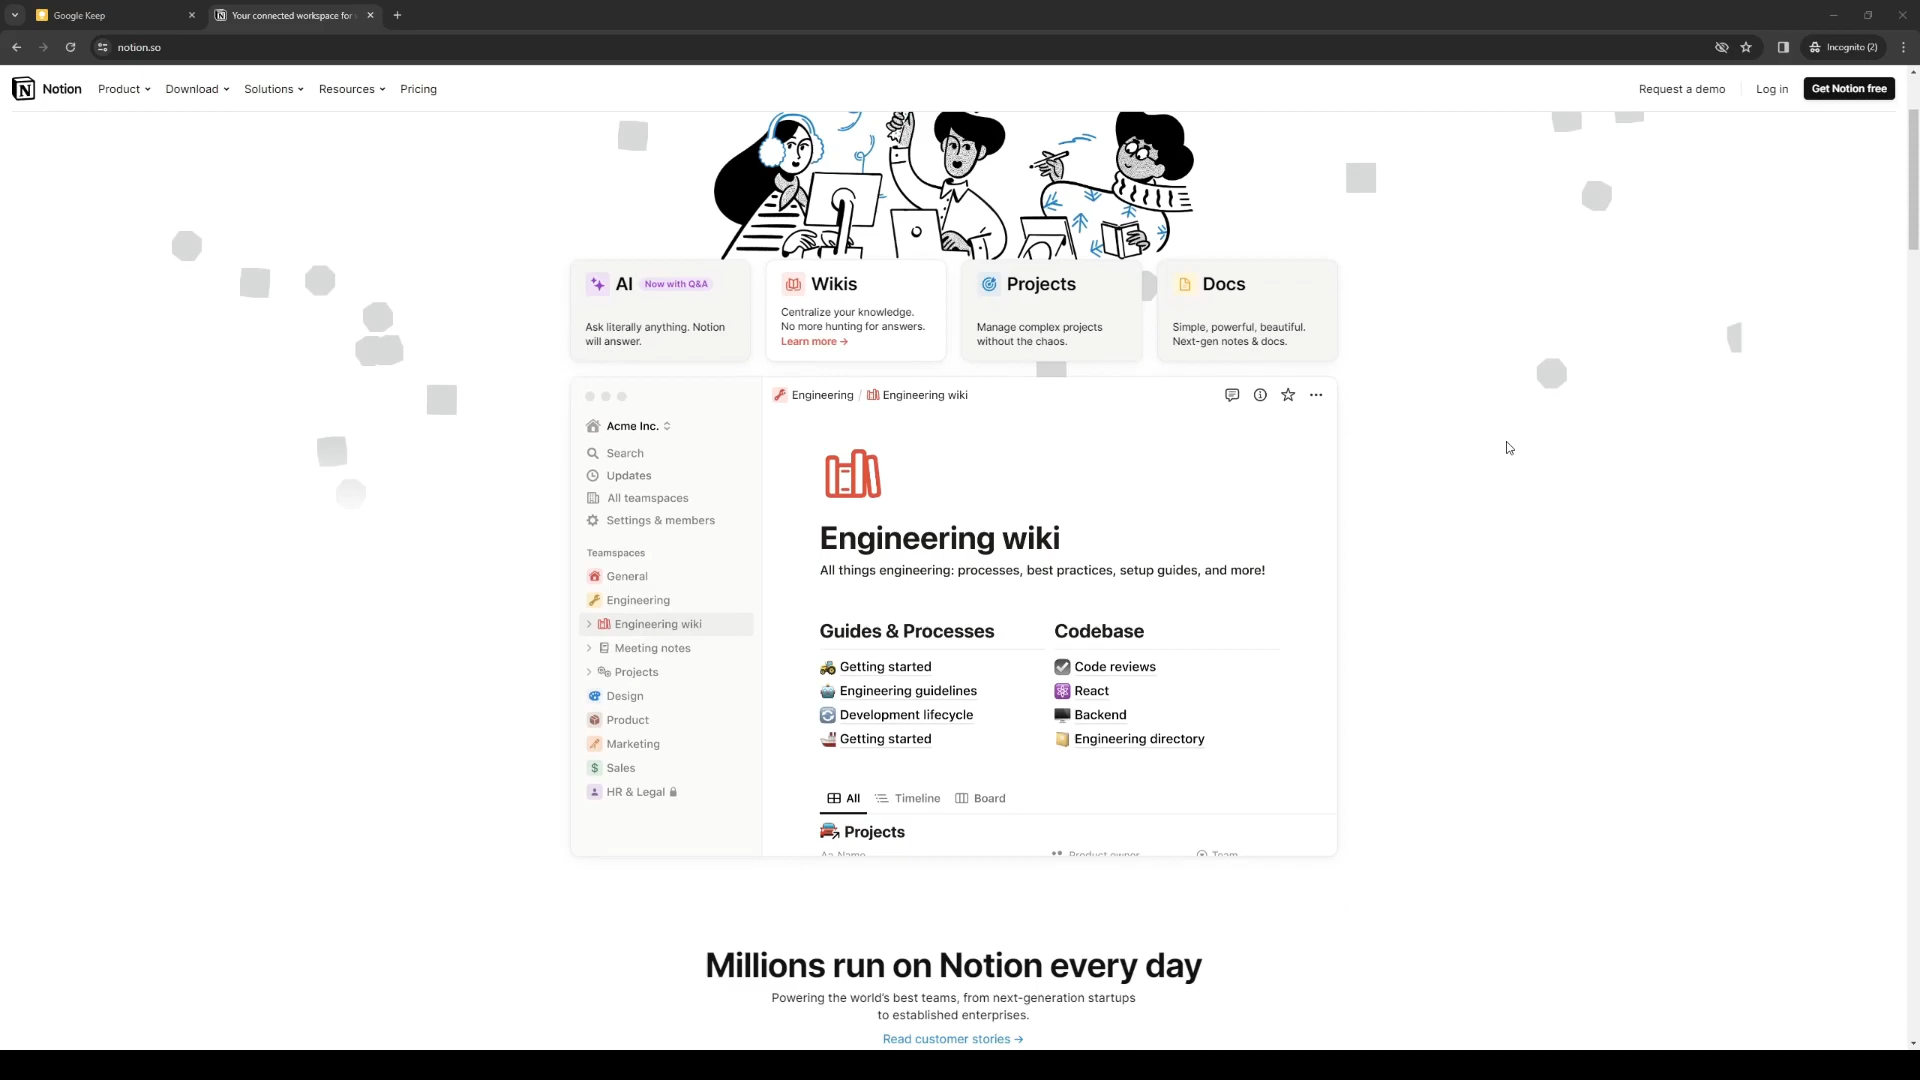 Google Keep
Your connected workspace for
notion.so
Incognito (2)
Notion
Product
Download
Solutions
Resources
Pricing
Request a demo
Log in
Get Notion free
AI Now with Q&A
Ask literally anything. Notion
will answer.
Wikis
Centralize your knowledge.
No more hunting for answers.
Learn more →
Projects
Manage complex projects
without the chaos.
Docs
Simple, powerful, beautiful.
Next-gen notes & docs.
Acme Inc.
Search
Updates
All teamspaces
Settings & members
Teamspaces
General
Engineering
Engineering wiki
Meeting notes
Projects
Design
Product
Marketing
Sales
HR & Legal
Engineering / Engineering wiki
Engineering wiki
All things engineering: processes, best practices, setup guides, and more!
Guides & Processes
Getting started
Engineering guidelines
Development lifecycle
Getting started
Codebase
Code reviews
React
Backend
Engineering directory
All Timeline Board
Projects
Aa Name Product owner Team
Millions run on Notion every day
Powering the world's best teams, from next-generation startups
to established enterprises.
Read customer stories →